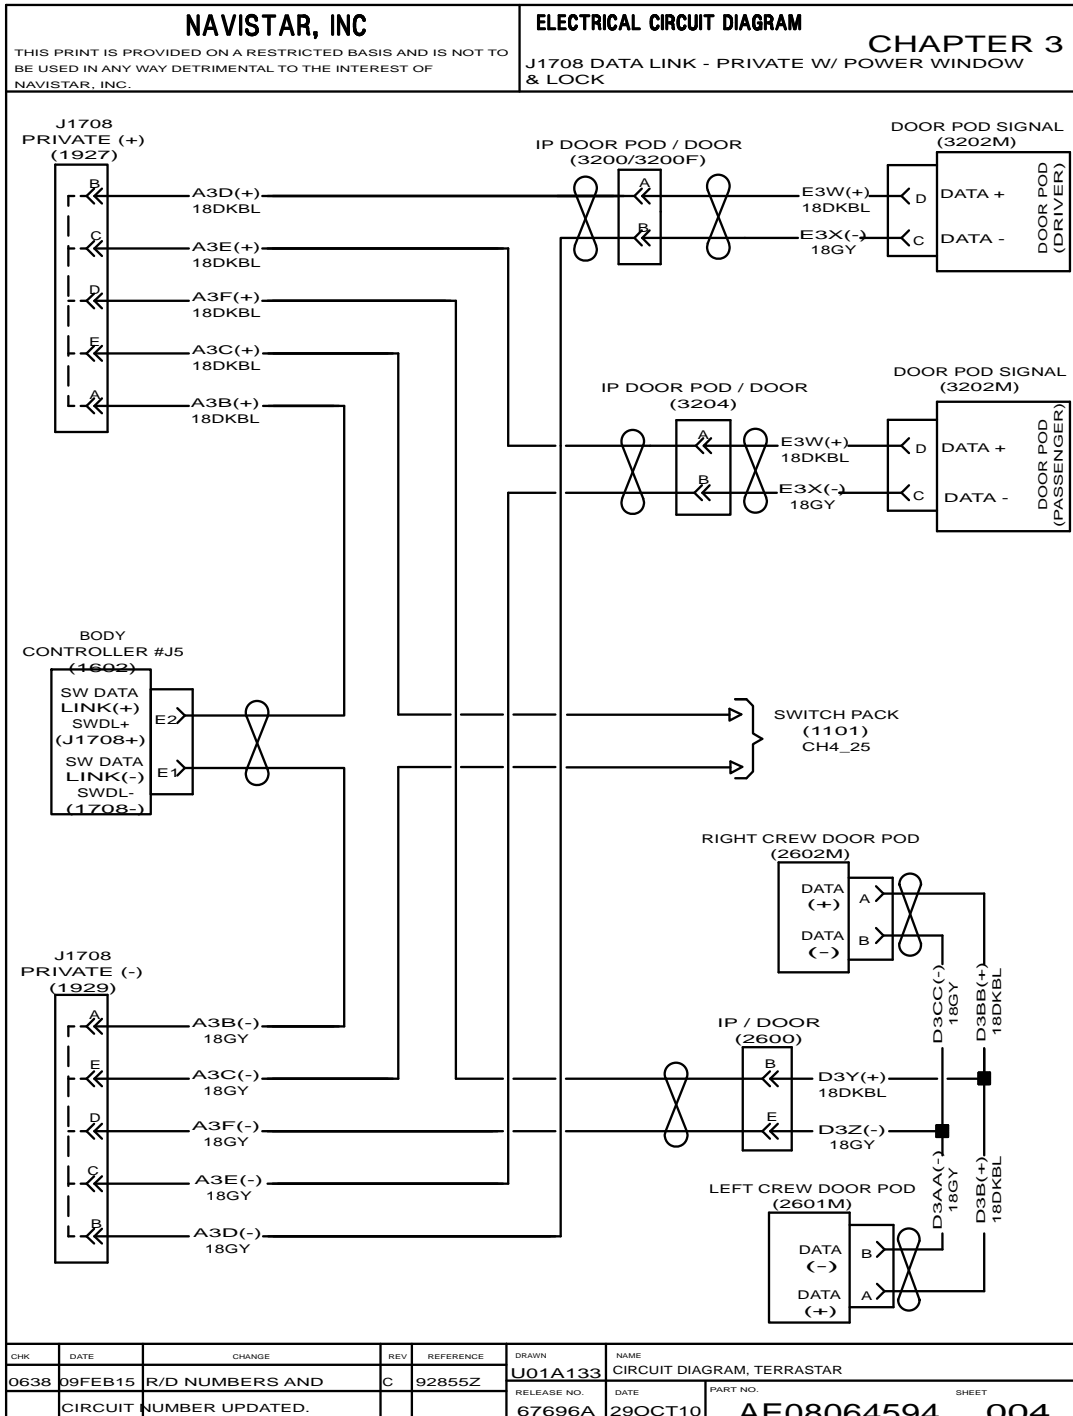 NAVISTAR, INC
THIS PRINT IS PROVIDED ON A RESTRICTED BASIS AND IS NOT TO
BE USED IN ANY WAY DETRIMENTAL TO THE INTEREST OF
NAVISTAR, INC.
ELECTRICAL CIRCUIT DIAGRAM
CHAPTER 3
J1708 DATA LINK - PRIVATE W/ POWER WINDOW
& LOCK
J1708
PRIVATE (+)
(1927)
B
A3D(+)
18DKBL
C
A3E(+)
18DKBL
D
A3F(+)
18DKBL
E
A3C(+)
18DKBL
A
A3B(+)
18DKBL
IP DOOR POD / DOOR
(3200/3200F)
A
B
E3W(+)
18DKBL
E3X(-)
18GY
DOOR POD SIGNAL
(3202M)
D
DATA +
C
DATA -
DOOR POD
(DRIVER)
IP DOOR POD / DOOR
(3204)
A
B
E3W(+)
18DKBL
E3X(-)
18GY
DOOR POD SIGNAL
(3202M)
D
DATA +
C
DATA -
DOOR POD
(PASSENGER)
BODY
CONTROLLER #J5
(1602)
SW DATA
LINK(+)
SWDL+
(J1708+)
E2
SW DATA
LINK(-)
SWDL-
(1708-)
E1
SWITCH PACK
(1101)
CH4_25
RIGHT CREW DOOR POD
(2602M)
DATA
(+)
A
DATA
(-)
B
D3CC(-)
18GY
D3BB(+)
18DKBL
J1708
PRIVATE (-)
(1929)
A
A3B(-)
18GY
E
A3C(-)
18GY
D
A3F(-)
18GY
C
A3E(-)
18GY
B
A3D(-)
18GY
IP / DOOR
(2600)
B
D3Y(+)
18DKBL
E
D3Z(-)
18GY
D3AA(-)
18GY
D3B(+)
18DKBL
LEFT CREW DOOR POD
(2601M)
DATA
(-)
B
DATA
(+)
A
CHK DATE CHANGE REV REFERENCE
0638 09FEB15 R/D NUMBERS AND C 92855Z
CIRCUIT NUMBER UPDATED.
DRAWN
U01A133
NAME
CIRCUIT DIAGRAM, TERRASTAR
RELEASE NO.
67696A
DATE
29OCT10
PART NO.
AE08064594
SHEET
004